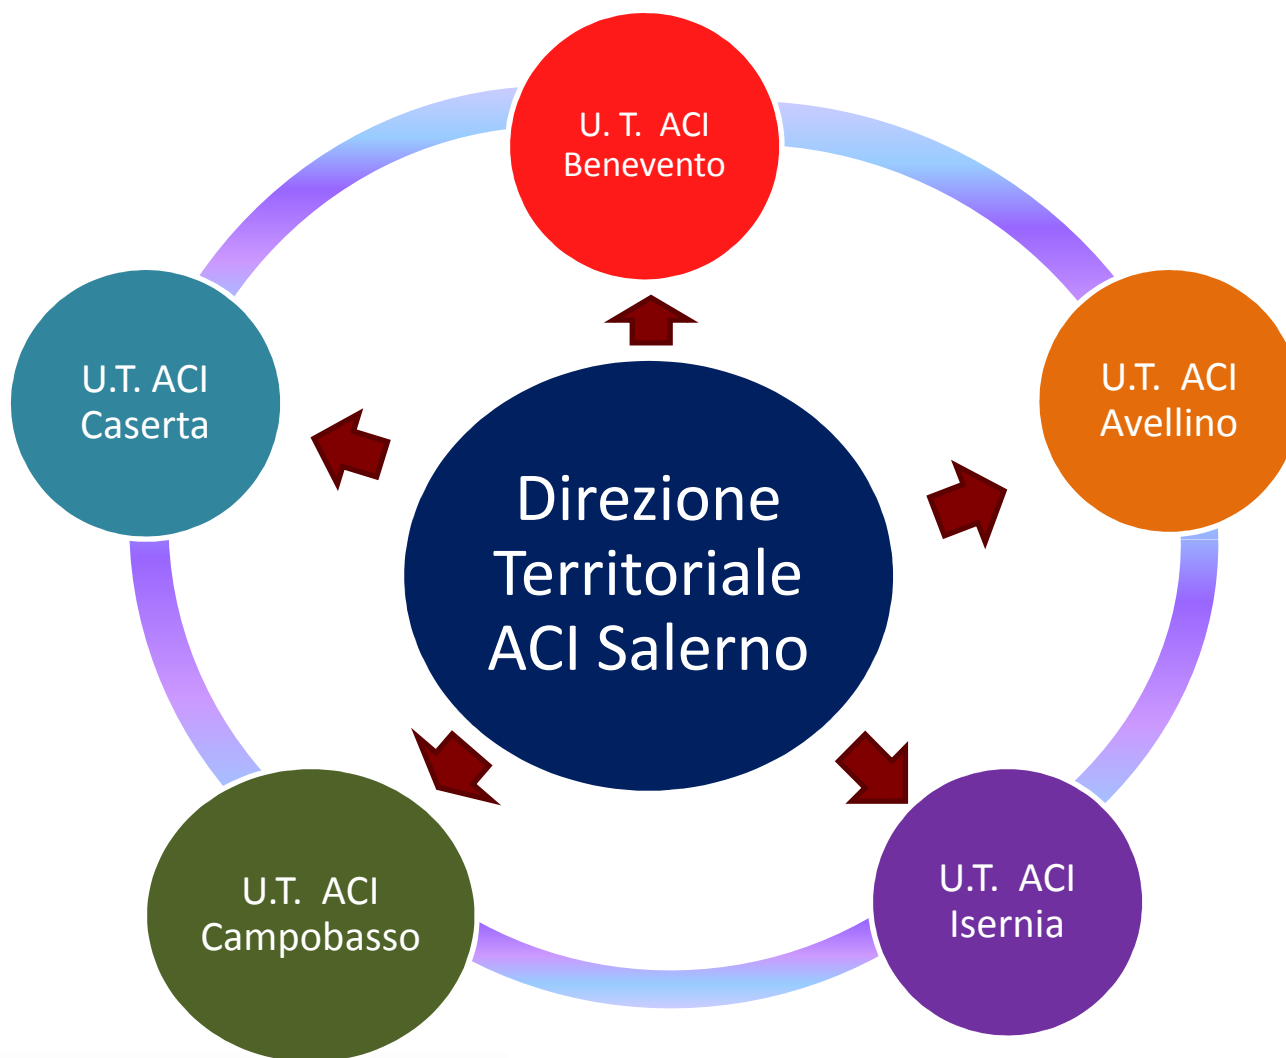 U. T. ACI
Benevento
U.T. ACI
Caserta
U.T. ACI
Avellino
Direzione
Territoriale
ACI Salerno
U.T. ACI
Campobasso
U.T. ACI
Isernia